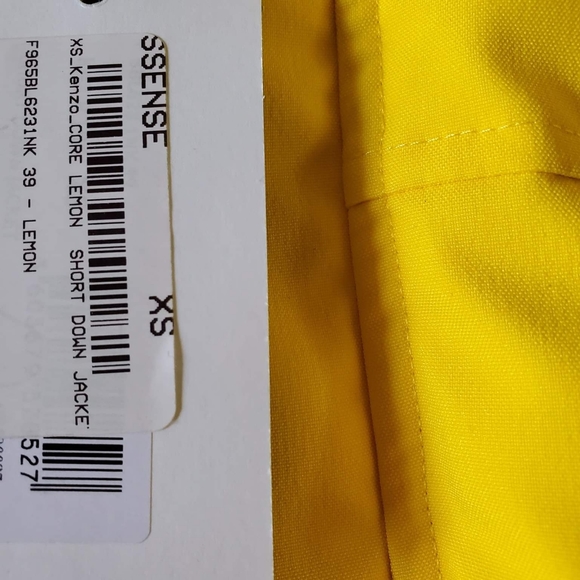 SSENSE
XS
XS_Kenzo_CORE LEMON SHORT DOWN JACKE
F965BL6231NK 39 - LEMON
527